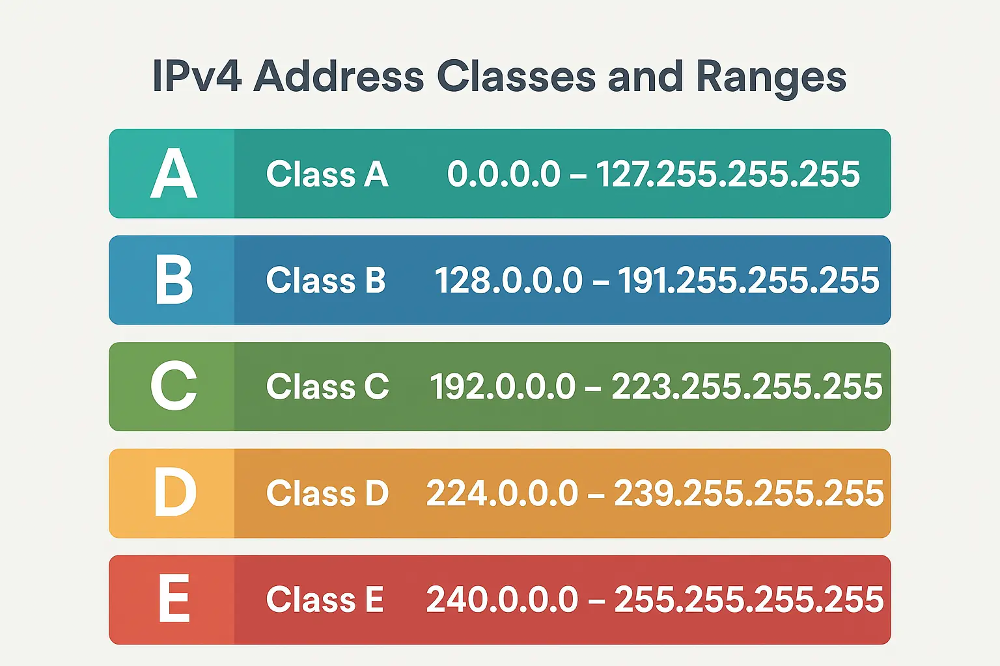 IPv4 Address Classes and Ranges
A Class A 0.0.0.0 – 127.255.255.255
B Class B 128.0.0.0 – 191.255.255.255
C Class C 192.0.0.0 – 223.255.255.255
D Class D 224.0.0.0 – 239.255.255.255
E Class E 240.0.0.0 – 255.255.255.255